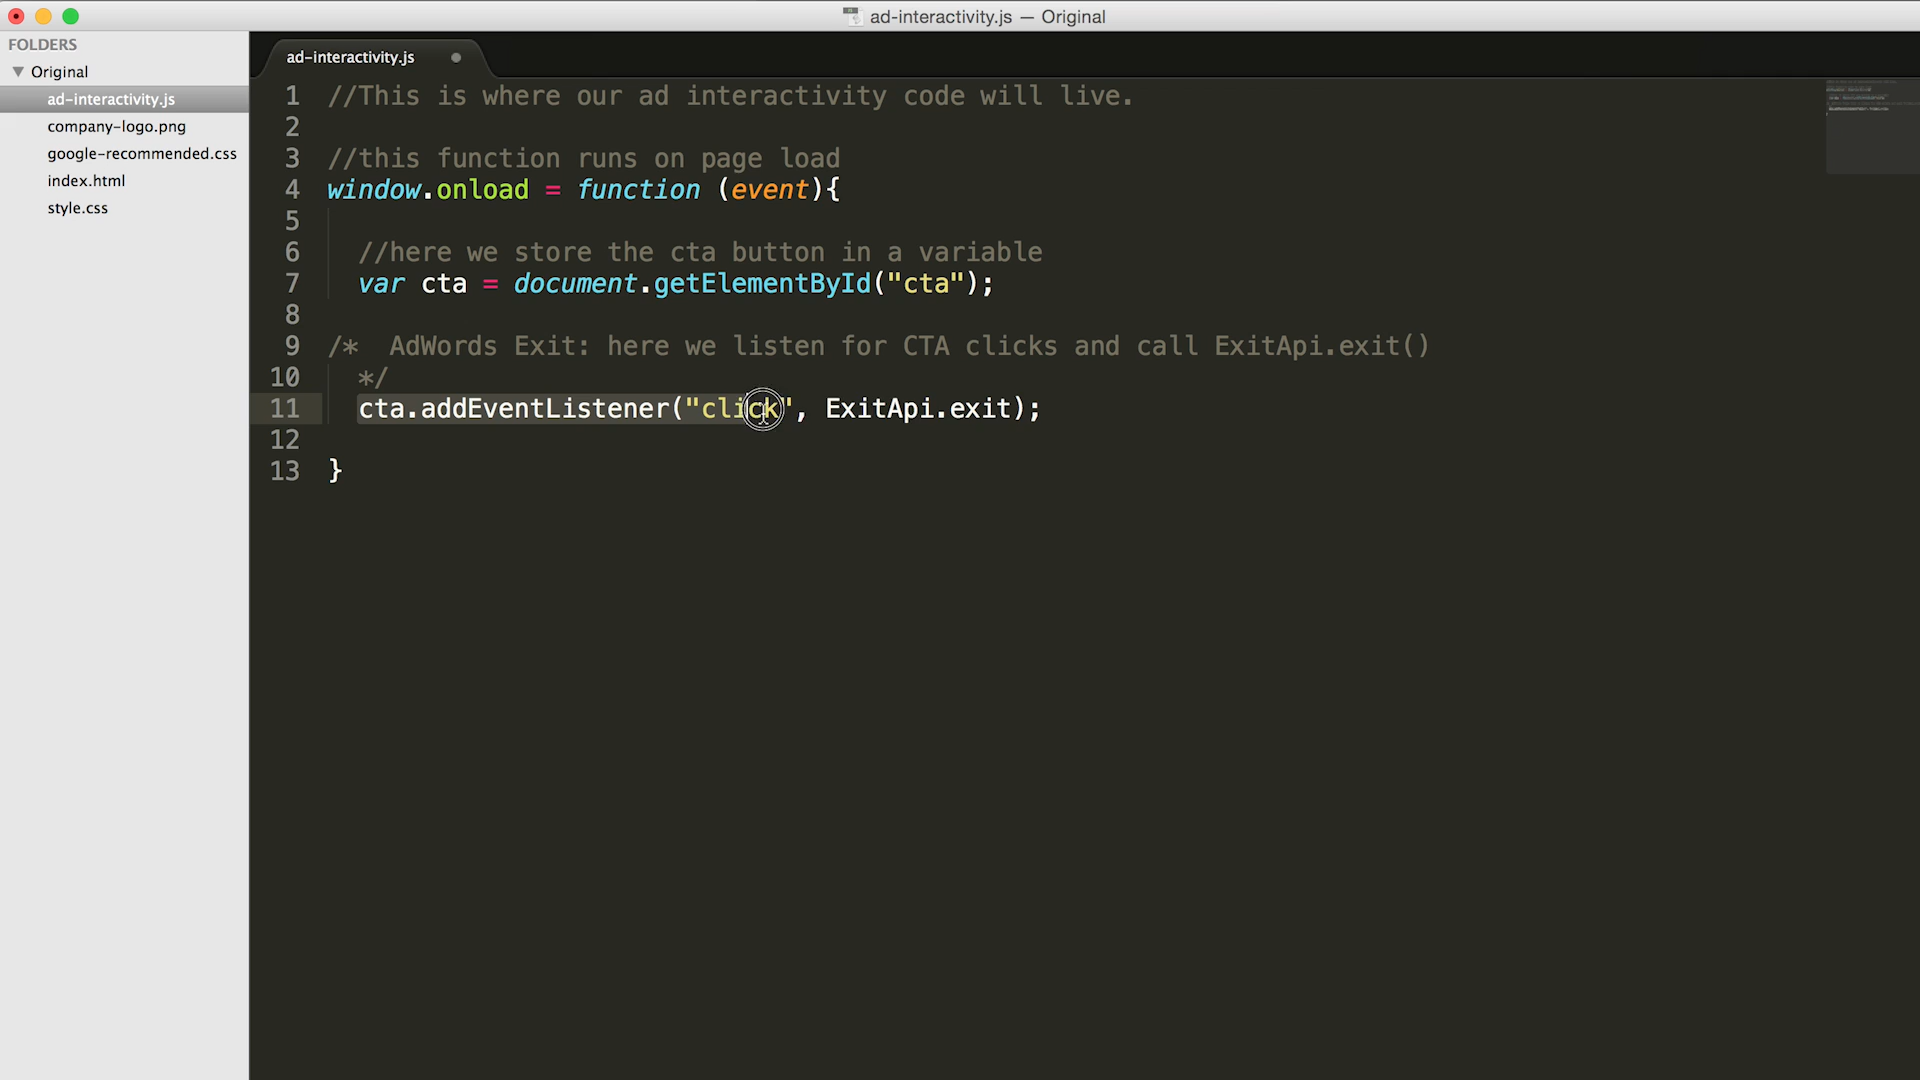 ad-interactivity.js — Original
FOLDERS
Original
ad-interactivity.js
company-logo.png
google-recommended.css
index.html
style.css
ad-interactivity.js
1 //This is where our ad interactivity code will live.
2
3 //this function runs on page load
4 window.onload = function (event){
5
6 //here we store the cta button in a variable
7 var cta = document.getElementById("cta");
8
9 /* AdWords Exit: here we listen for CTA clicks and call ExitApi.exit()
10 */
11 cta.addEventListener("click", ExitApi.exit);
12
13 }